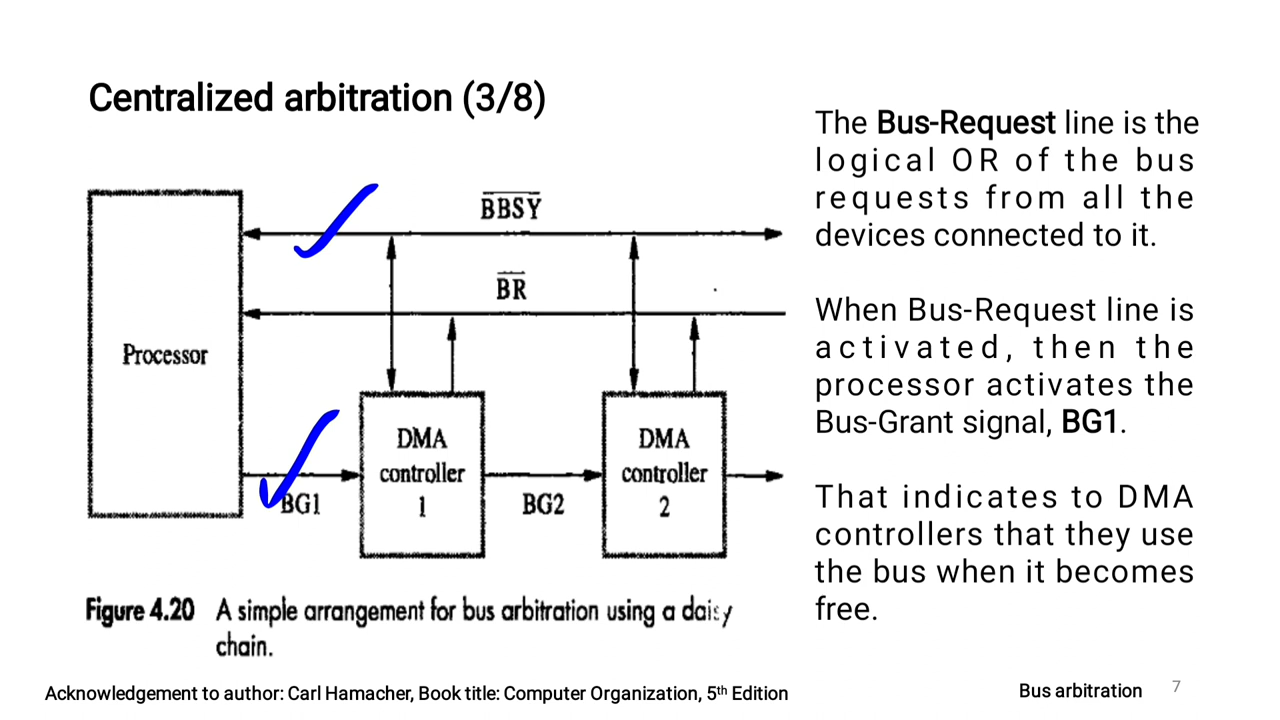 Centralized arbitration (3/8)
BBSY
BR
Processor
DMA
controller
1
DMA
controller
2
BG1
BG2
Figure 4.20 A simple arrangement for bus arbitration using a daisy
chain.
The Bus-Request line is the
logical OR of the bus
requests from all the
devices connected to it.
When Bus-Request line is
activated, then the
processor activates the
Bus-Grant signal, BG1.
That indicates to DMA
controllers that they use
the bus when it becomes
free.
Acknowledgement to author: Carl Hamacher, Book title: Computer Organization, 5th Edition
Bus arbitration 7